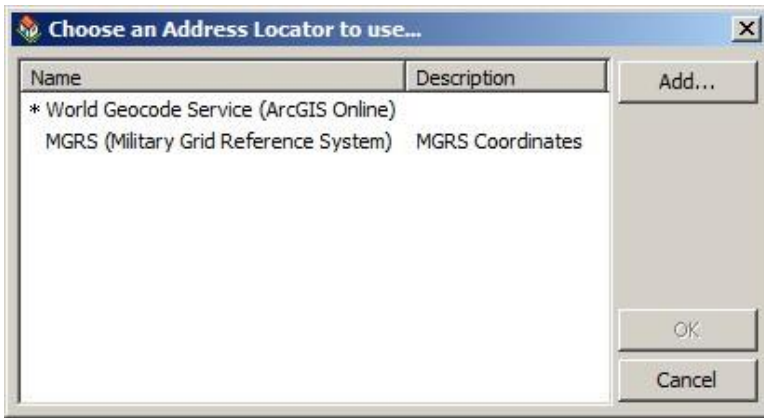 Choose an Address Locator to use...
Name Description
* World Geocode Service (ArcGIS Online)
MGRS (Military Grid Reference System) MGRS Coordinates
Add...
OK
Cancel